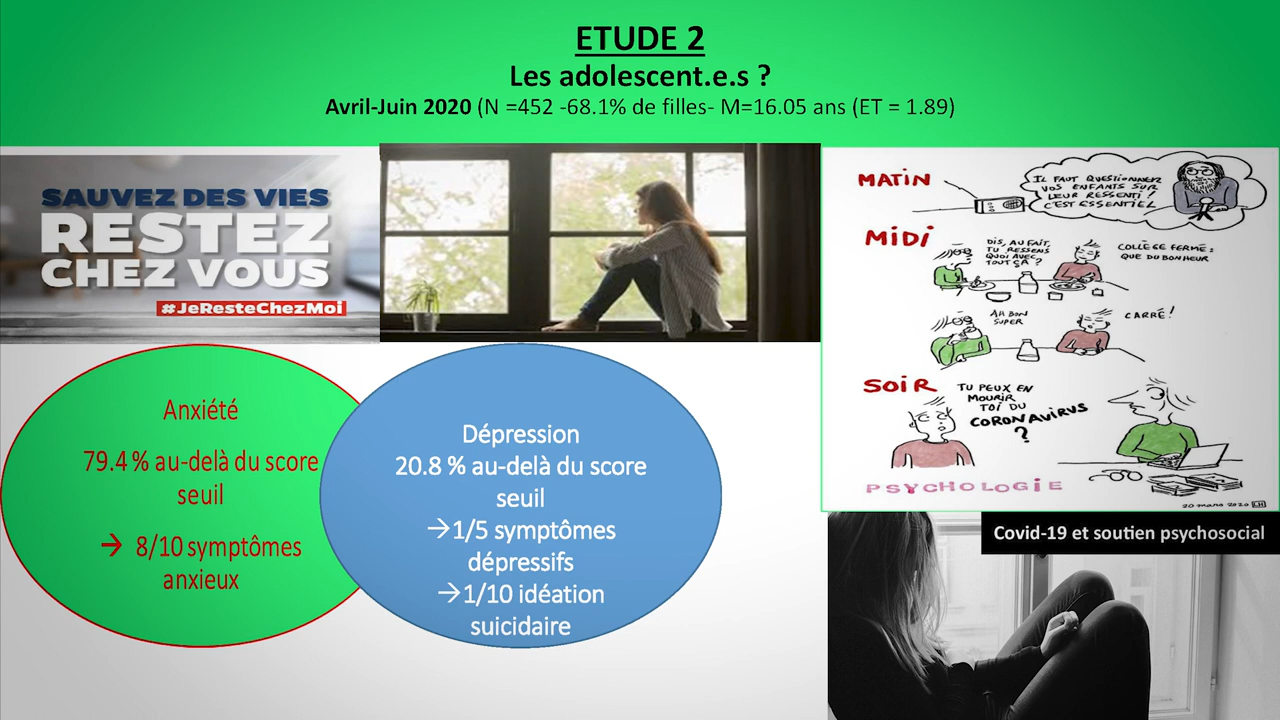 ETUDE 2
Les adolescent.e.s ?
Avril-Juin 2020 (N =452 -68.1% de filles- M=16.05 ans (ET = 1.89)
SAUVEZ DES VIES
RESTEZ
CHEZ VOUS
#JeResteChezMoi
MATIN
IL FAUT QUESTIONNER
VOS ENFANTS SUR
LEUR RESSENTI !
C'EST ESSENTIEL
MIDI
DIS, AU FAIT,
TU RESSENS
QUOI AVEC
TOUT ÇA ?
COLLÈGE FERMÉ :
QUE DU BONHEUR
AH BON
SUPER
CARRÉ !
SOIR
TU PEUX EN
MOURIR
TOI DU
CORONAVIRUS
?
PSYCHOLOGIE
20 mars 2020 LH
Anxiété
79.4 % au-delà du score
seuil
→ 8/10 symptômes
anxieux
Dépression
20.8 % au-delà du score
seuil
→1/5 symptômes
dépressifs
→1/10 idéation
suicidaire
Covid-19 et soutien psychosocial